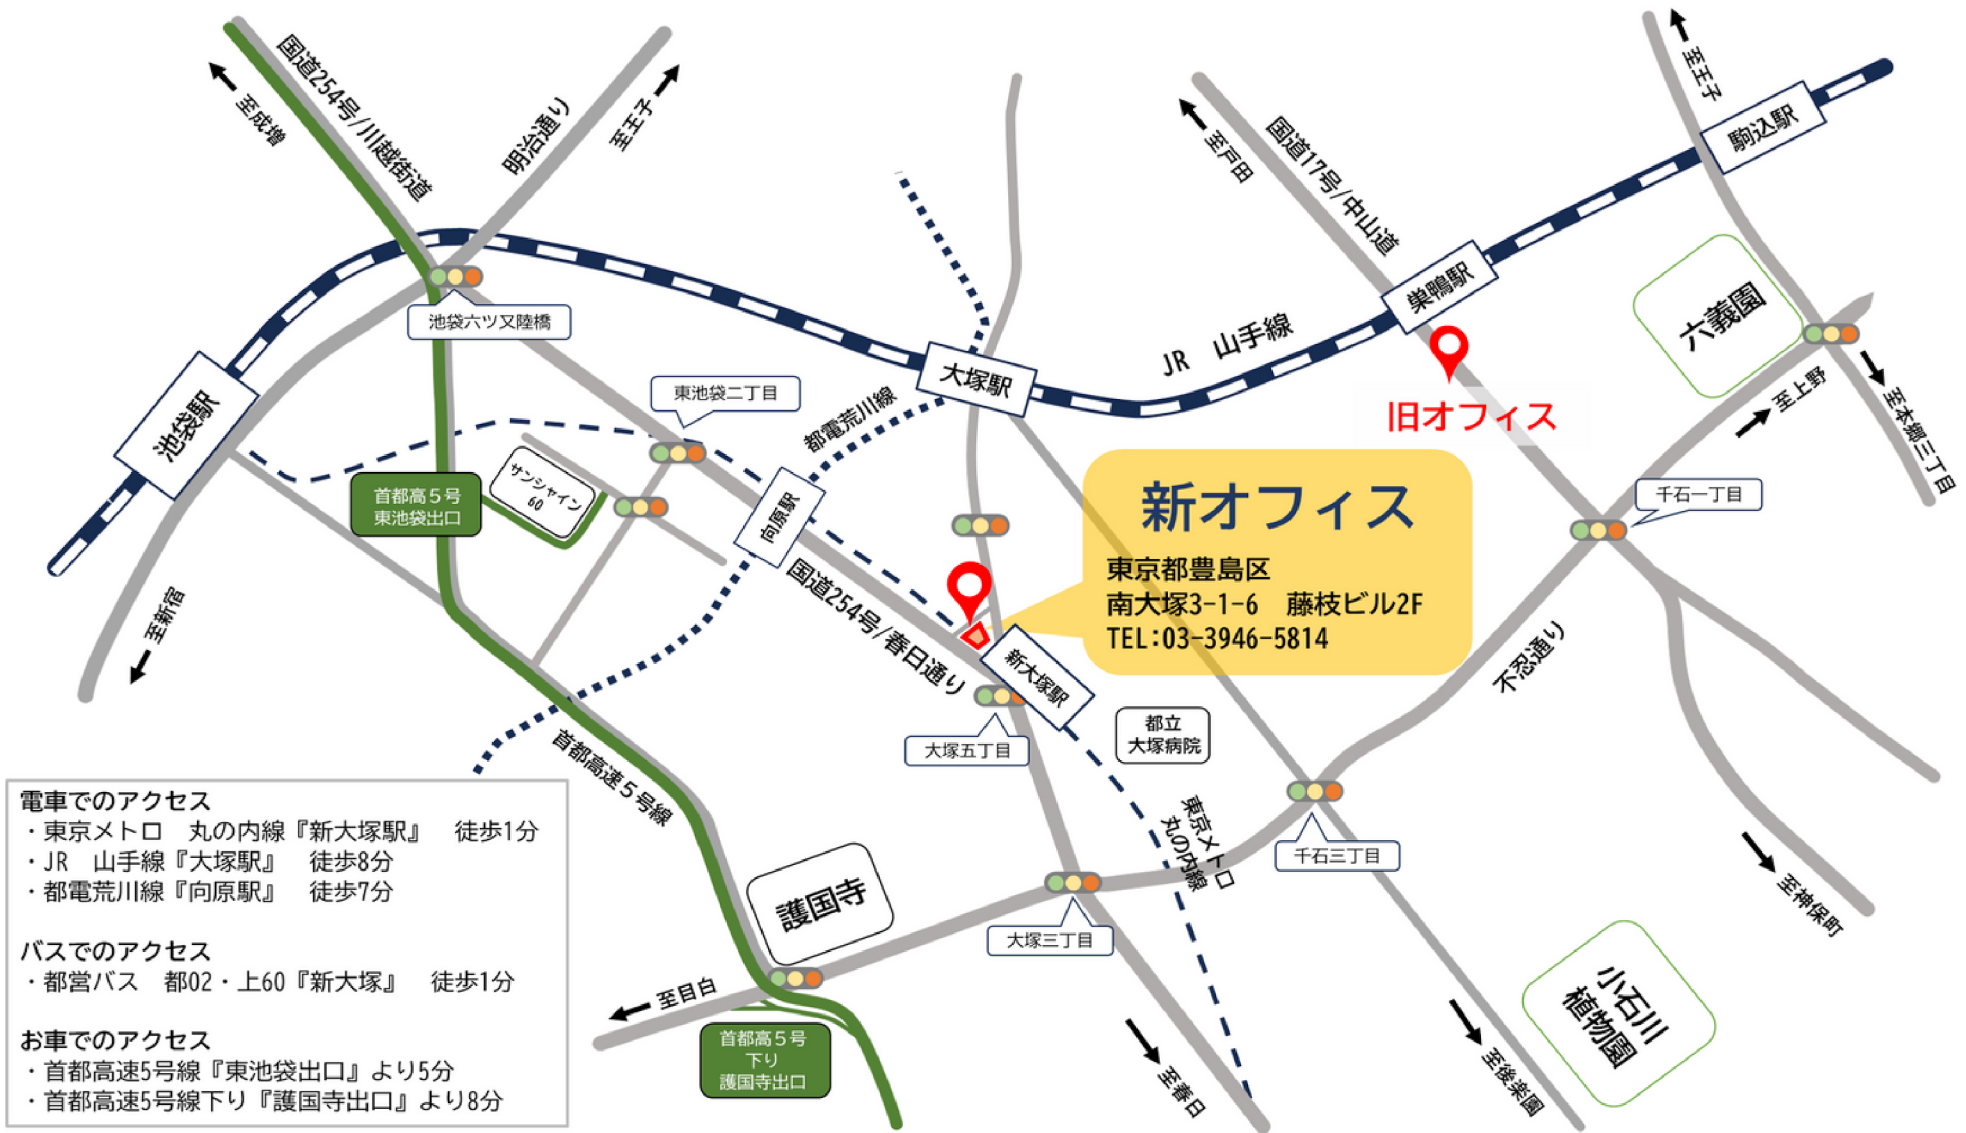 国道254号/川越街道
至成増
明治通り
至王子
国道17号/中山道
至戸田
至王子
駒込駅
巣鴨駅
六義園
池袋六ツ又陸橋
池袋駅
東池袋二丁目
大塚駅
JR 山手線
旧オフィス
至上野
至本郷三丁目
都電荒川線
サンシャイン
60
首都高5号
東池袋出口
向原駅
千石一丁目
新オフィス
東京都豊島区
南大塚3-1-6 藤枝ビル2F
TEL:03-3946-5814
至新宿
国道254号/春日通り
新大塚駅
不忍通り
都立
大塚病院
大塚五丁目
首都高速5号線
東京メトロ
丸の内線
千石三丁目
護国寺
大塚三丁目
至神保町
至目白
首都高5号
下り
護国寺出口
至春日
至後楽園
小石川
植物園
電車でのアクセス
・東京メトロ 丸の内線『新大塚駅』 徒歩1分
・JR 山手線『大塚駅』 徒歩8分
・都電荒川線『向原駅』 徒歩7分
バスでのアクセス
・都営バス 都02・上60『新大塚』 徒歩1分
お車でのアクセス
・首都高速5号線『東池袋出口』より5分
・首都高速5号線下り『護国寺出口』より8分